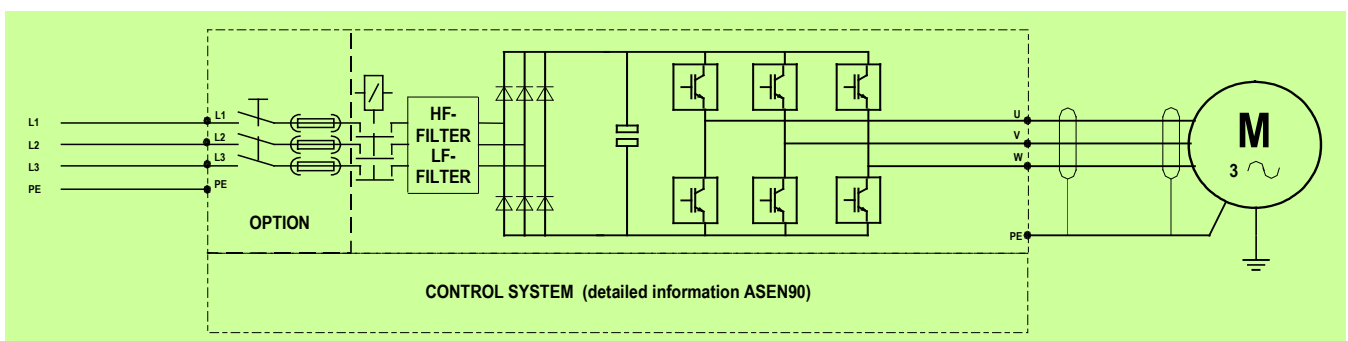 L1
L2
L3
PE
L1
L2
L3
PE
OPTION
HF-
FILTER
LF-
FILTER
U
V
W
PE
M
3
CONTROL SYSTEM (detailed information ASEN90)